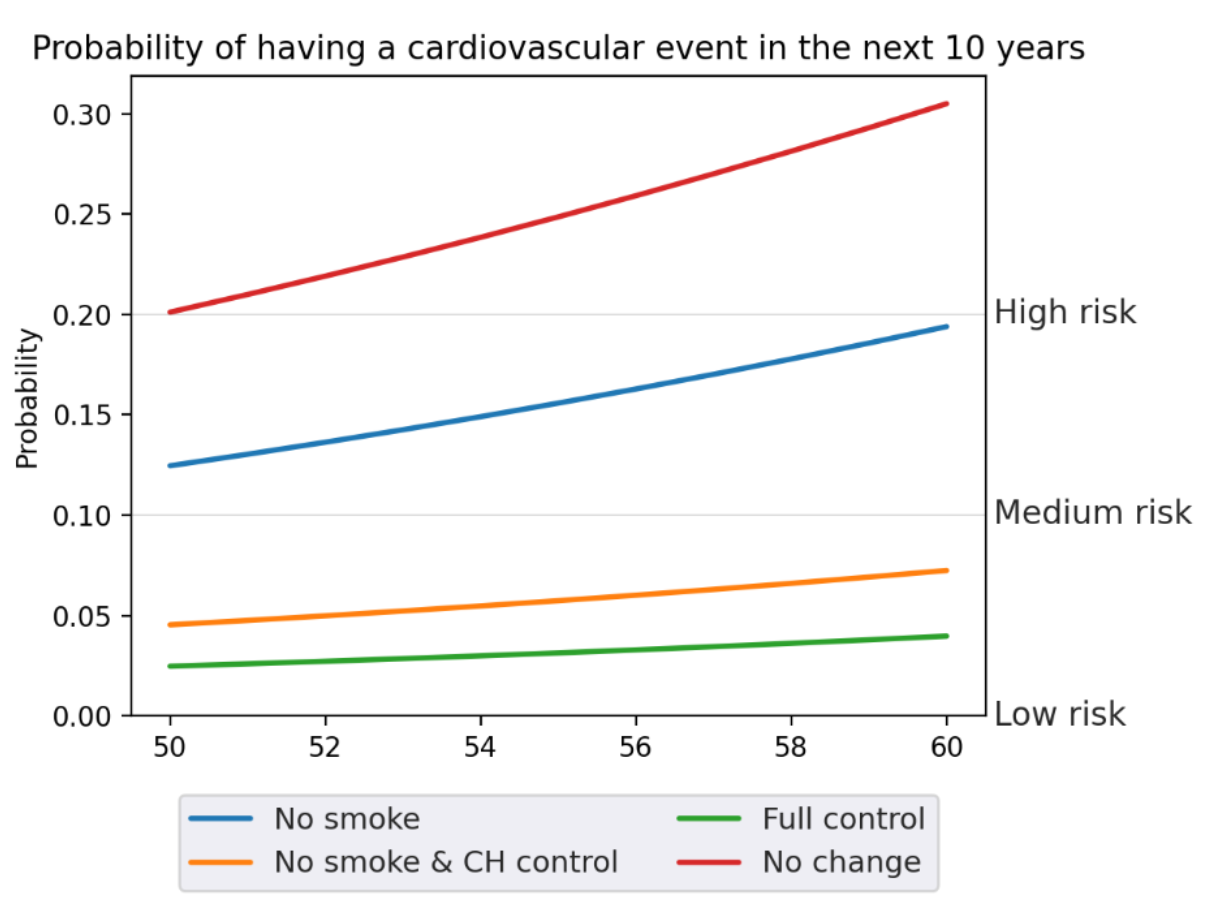 Probability of having a cardiovascular event in the next 10 years
0.30
0.25
0.20
0.15
0.10
0.05
0.00
Probability
High risk
Medium risk
Low risk
50 52 54 56 58 60
No smoke Full control
No smoke & CH control No change